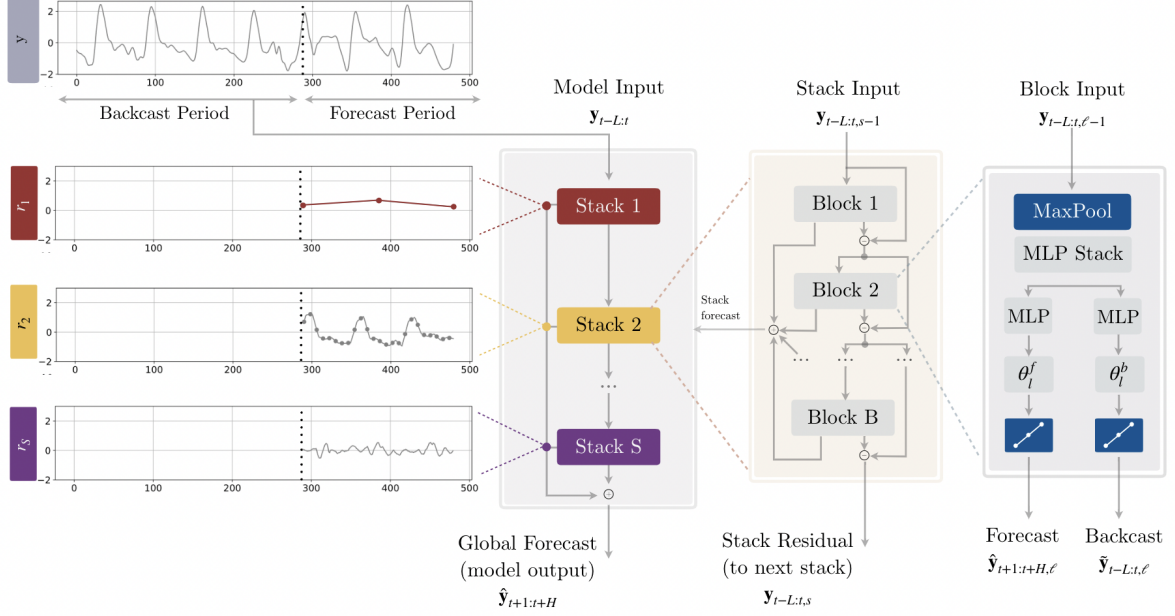 y
2
0
−2
0 100 200 300 400 500
Backcast Period
Forecast Period
r₁
2
0
−2
0 100 200 300 400 500
r₂
2
0
−2
0 100 200 300 400 500
r_S
2
0
−2
0 100 200 300 400 500
Model Input
y_{t−L:t}
Stack 1
Stack 2
...
Stack S
+
Global Forecast
(model output)
ŷ_{t+1:t+H}
Stack Input
y_{t−L:t,s−1}
Block 1
−
Block 2
−
... ...
...
Block B
−
+
Stack
forecast
Stack Residual
(to next stack)
y_{t−L:t,s}
Block Input
y_{t−L:t,ℓ−1}
MaxPool
MLP Stack
MLP MLP
θ_l^f θ_l^b
Forecast
ŷ_{t+1:t+H,ℓ}
Backcast
ỹ_{t−L:t,ℓ}